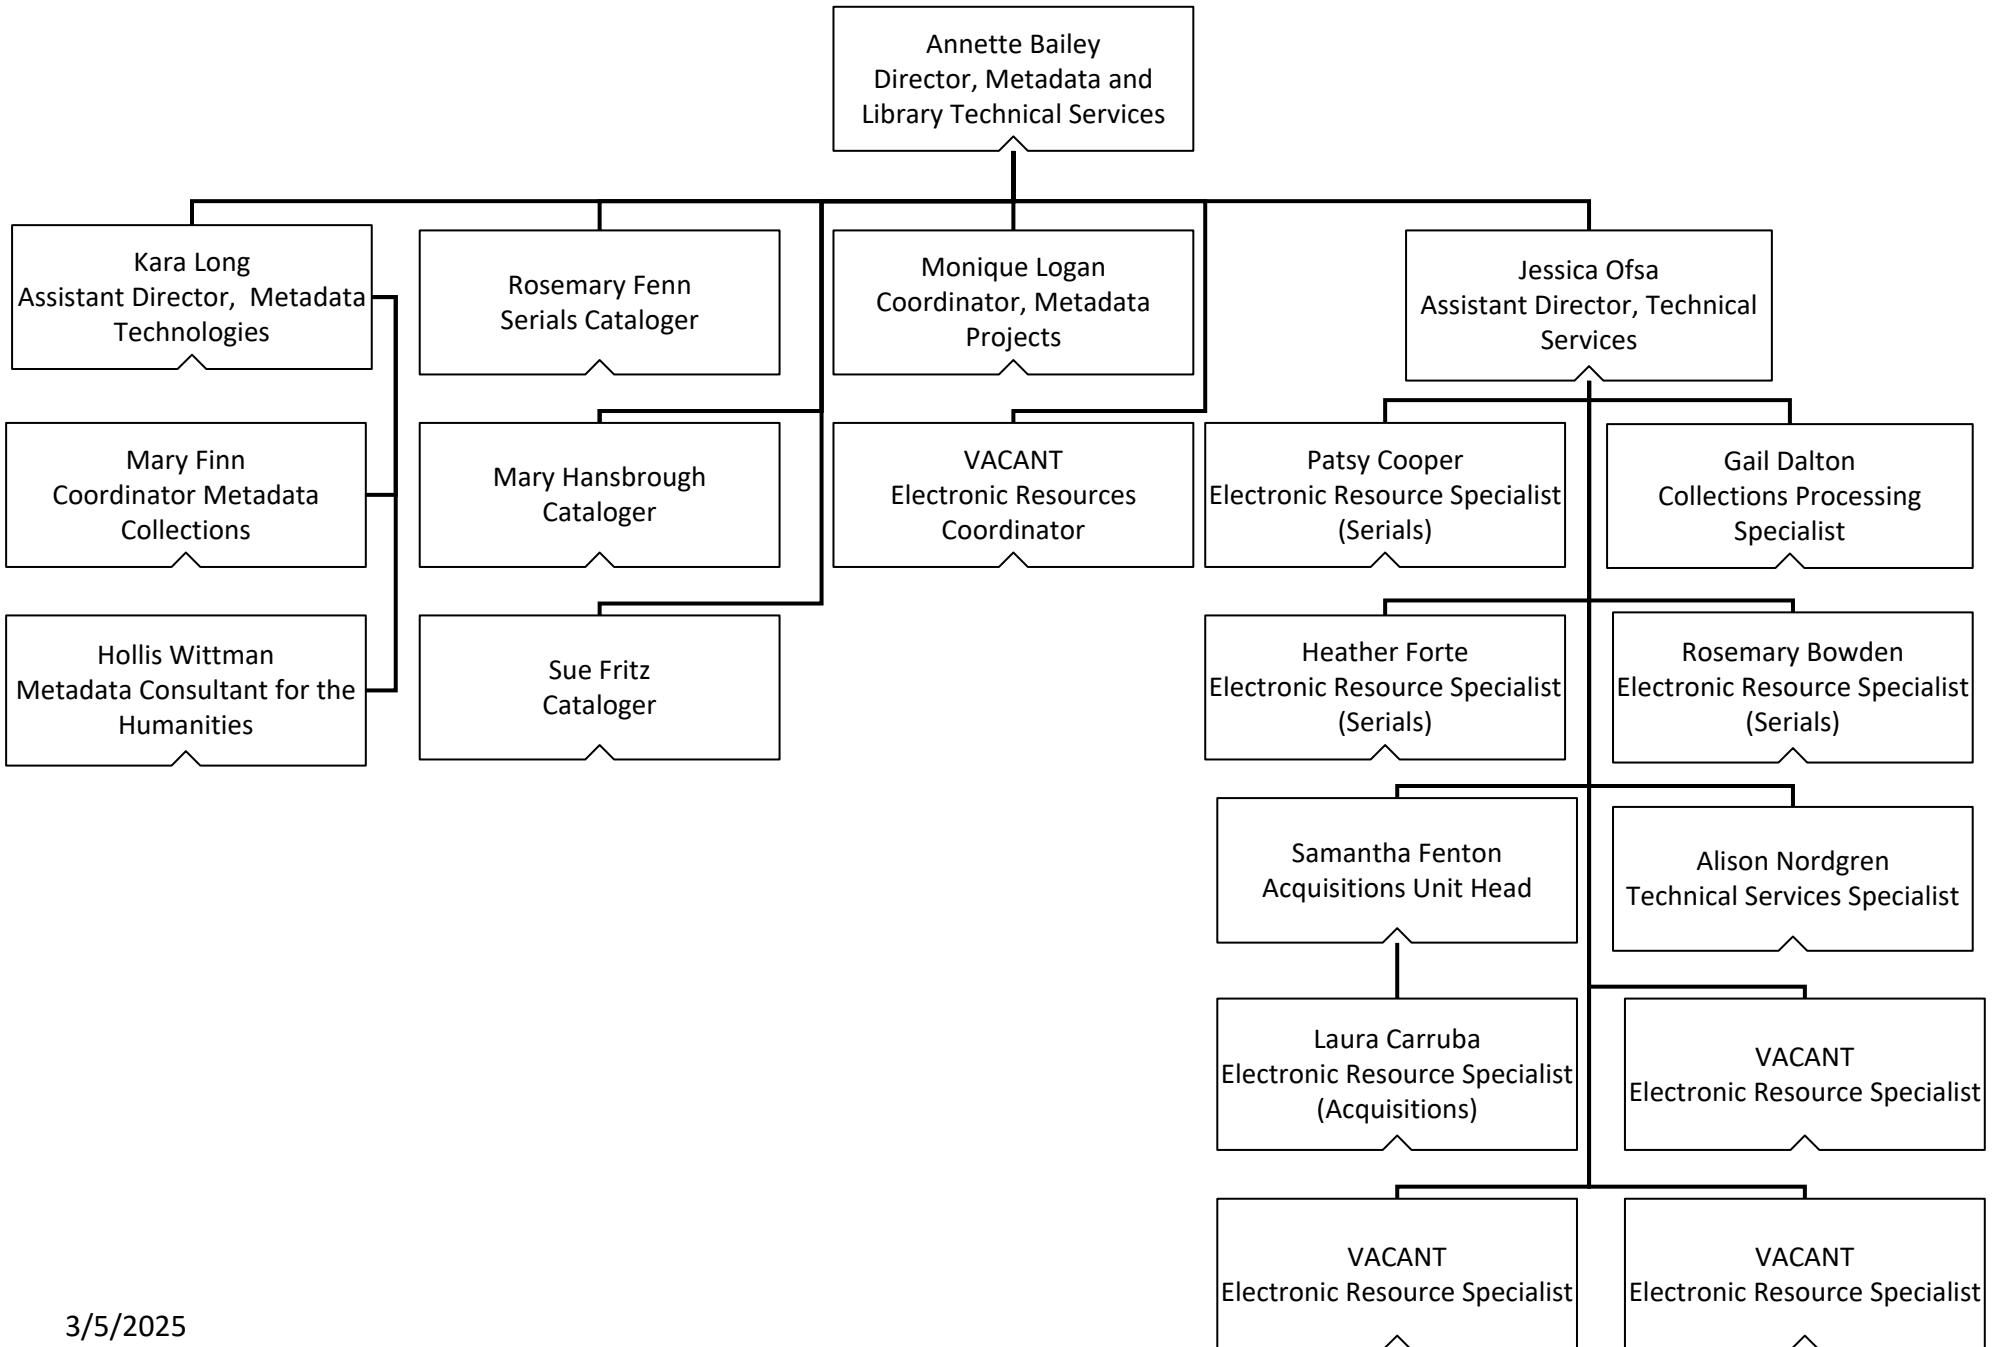 Annette Bailey
Director, Metadata and
Library Technical Services
Kara Long
Assistant Director,  Metadata
Technologies
Rosemary Fenn
Serials Cataloger
Monique Logan
Coordinator, Metadata
Projects
Jessica Ofsa
Assistant Director, Technical
Services
Mary Finn
Coordinator Metadata
Collections
Mary Hansbrough
Cataloger
VACANT
Electronic Resources
Coordinator
Patsy Cooper
Electronic Resource Specialist
(Serials)
Gail Dalton
Collections Processing
Specialist
Hollis Wittman
Metadata Consultant for the
Humanities
Sue Fritz
Cataloger
Heather Forte
Electronic Resource Specialist
(Serials)
Rosemary Bowden
Electronic Resource Specialist
(Serials)
Samantha Fenton
Acquisitions Unit Head
Alison Nordgren
Technical Services Specialist
Laura Carruba
Electronic Resource Specialist
(Acquisitions)
VACANT
Electronic Resource Specialist
VACANT
Electronic Resource Specialist
VACANT
Electronic Resource Specialist
3/5/2025